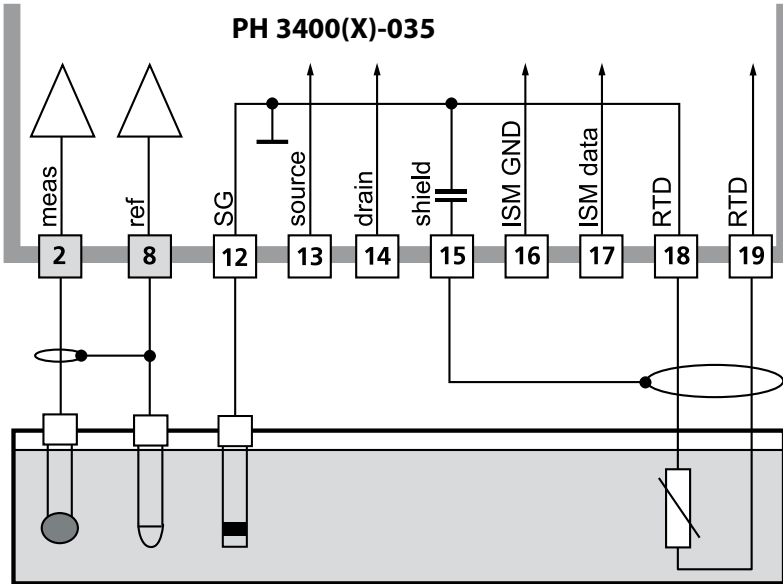 PH 3400(X)-035
meas
ref
SG
source
drain
shield
ISM GND
ISM data
RTD
RTD
2
8
12
13
14
15
16
17
18
19